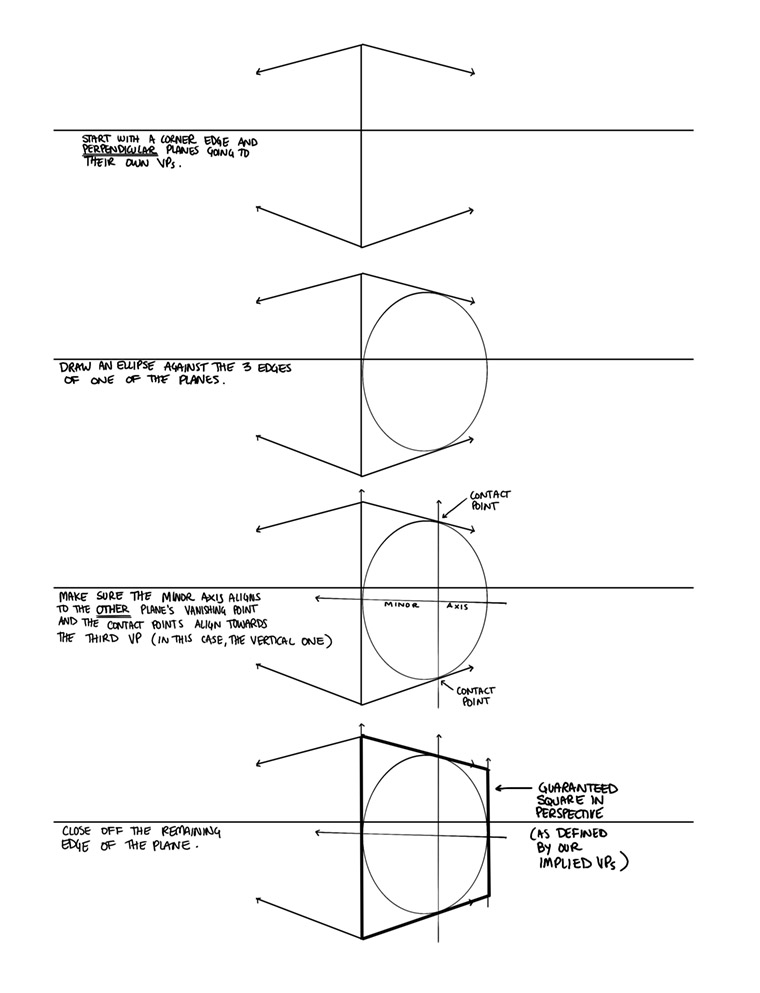 START WITH A CORNER EDGE AND
PERPENDICULAR PLANES GOING TO
THEIR OWN VPs.
DRAW AN ELLIPSE AGAINST THE 3 EDGES
OF ONE OF THE PLANES.
CONTACT
POINT
MAKE SURE THE MINOR AXIS ALIGNS
TO THE OTHER PLANE'S VANISHING POINT
AND THE CONTACT POINTS ALIGN TOWARDS
THE THIRD VP (IN THIS CASE, THE VERTICAL ONE)
MINOR AXIS
CONTACT
POINT
GUARANTEED
SQUARE IN
PERSPECTIVE
(AS DEFINED
BY OUR
IMPLIED VPs)
CLOSE OFF THE REMAINING
EDGE OF THE PLANE.